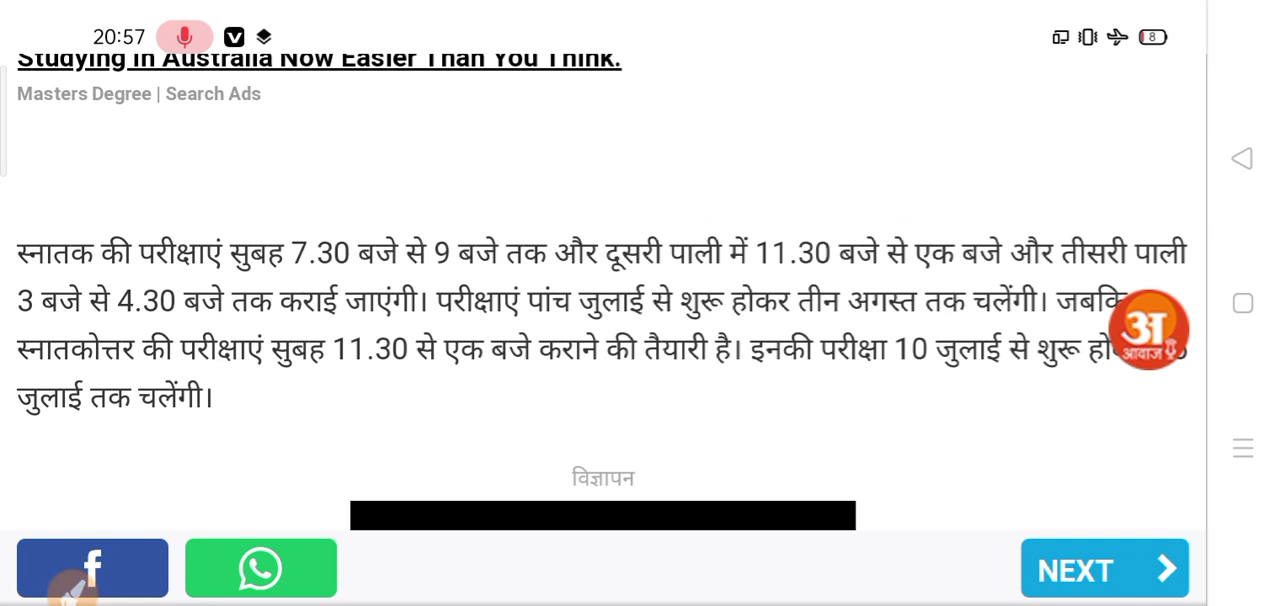 20:57
8
Studying in Australia Now Easier Than You Think.
Masters Degree | Search Ads
स्नातक की परीक्षाएं सुबह 7.30 बजे से 9 बजे तक और दूसरी पाली में 11.30 बजे से एक बजे और तीसरी पाली
3 बजे से 4.30 बजे तक कराई जाएंगी। परीक्षाएं पांच जुलाई से शुरू होकर तीन अगस्त तक चलेंगी। जबकि
स्नातकोत्तर की परीक्षाएं सुबह 11.30 से एक बजे कराने की तैयारी है। इनकी परीक्षा 10 जुलाई से शुरू
जुलाई तक चलेंगी।
अ
आवाज
विज्ञापन
NEXT